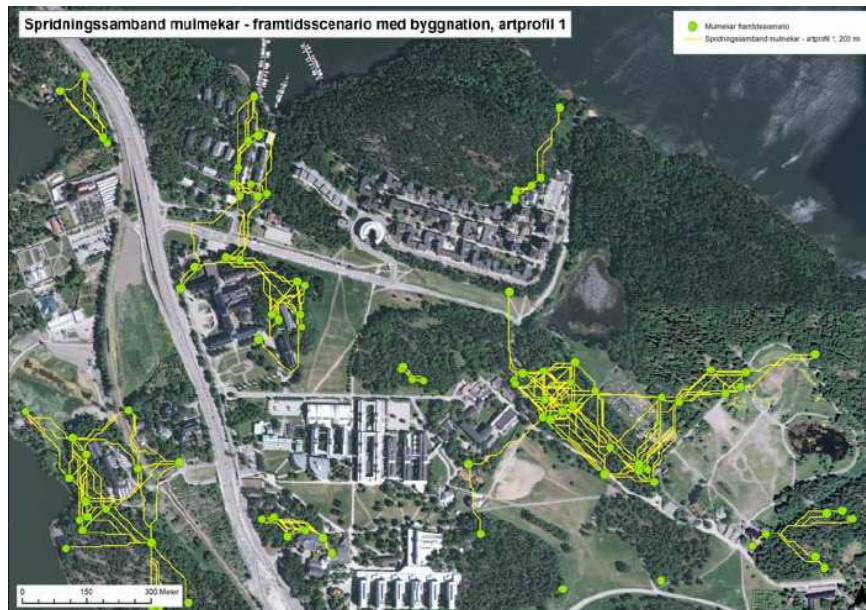 Spridningssamband mulmekar - framtidsscenario med byggnation, artprofil 1
Mulmekar framtidsscenario
Spridningssamband mulmekar - artprofil 1, 200 m
0 150 300 Meter